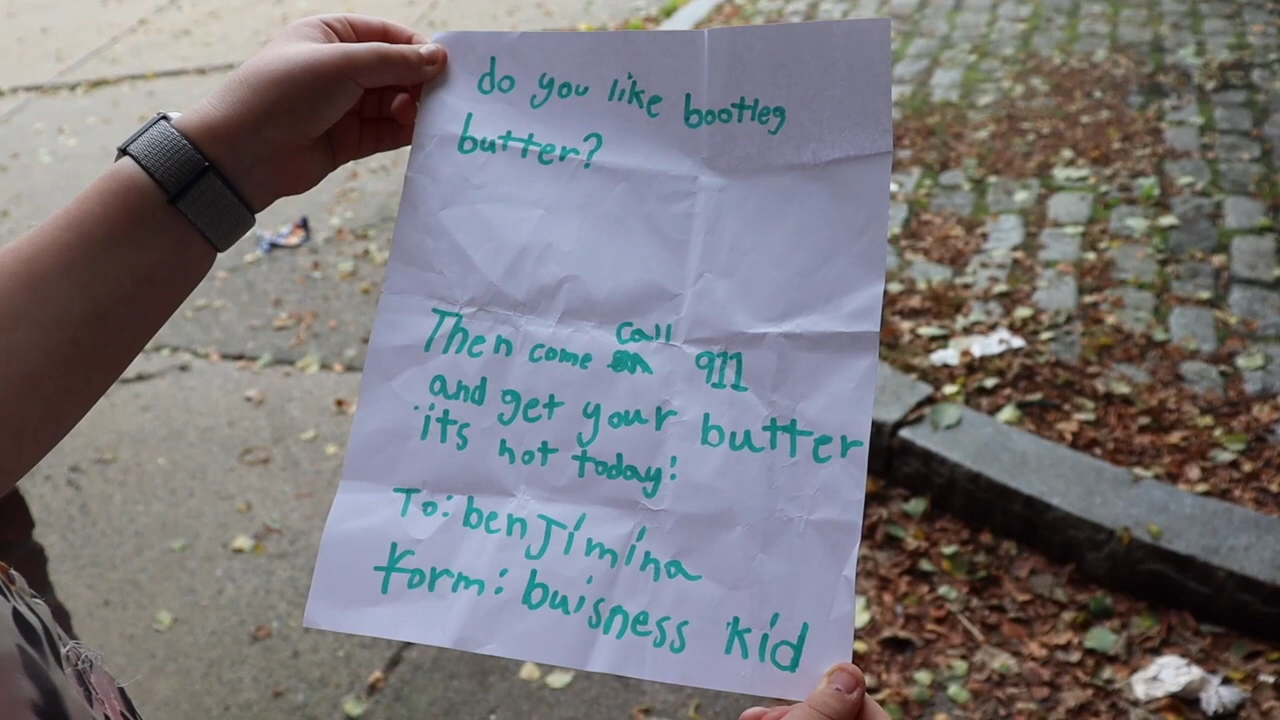 do you like bootleg
butter?
call
Then come 911
and get your butter
its hot today!
To: benJimina
form: buisness kid